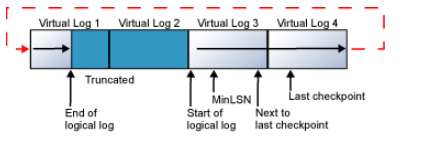 Virtual Log 1
Virtual Log 2
Virtual Log 3
Virtual Log 4
Truncated
End of
logical log
Start of
logical log
MinLSN
Next to
last checkpoint
Last checkpoint